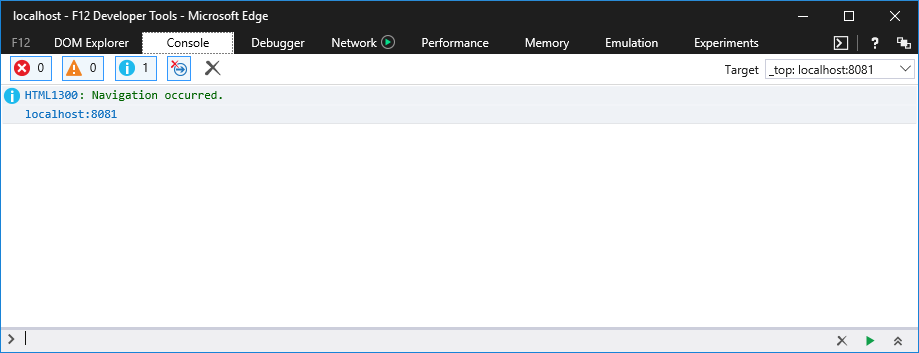 localhost - F12 Developer Tools - Microsoft Edge
F12 DOM Explorer Console Debugger Network Performance Memory Emulation Experiments ?
0 0 1 Target _top: localhost:8081
HTML1300: Navigation occurred.
localhost:8081